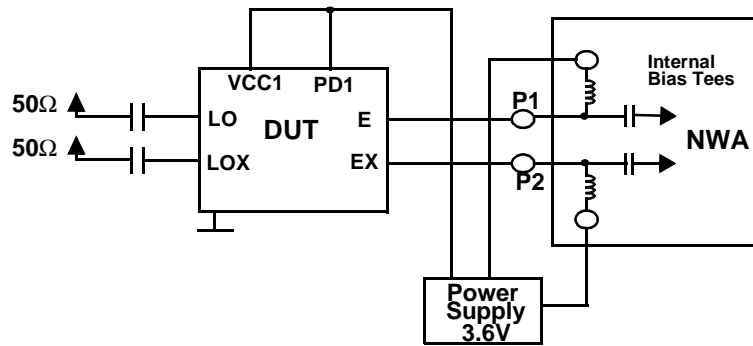 VCC1 PD1
LO
LOX
DUT
E
EX
50Ω
50Ω
P1
P2
Internal
Bias Tees
NWA
Power
Supply
3.6V